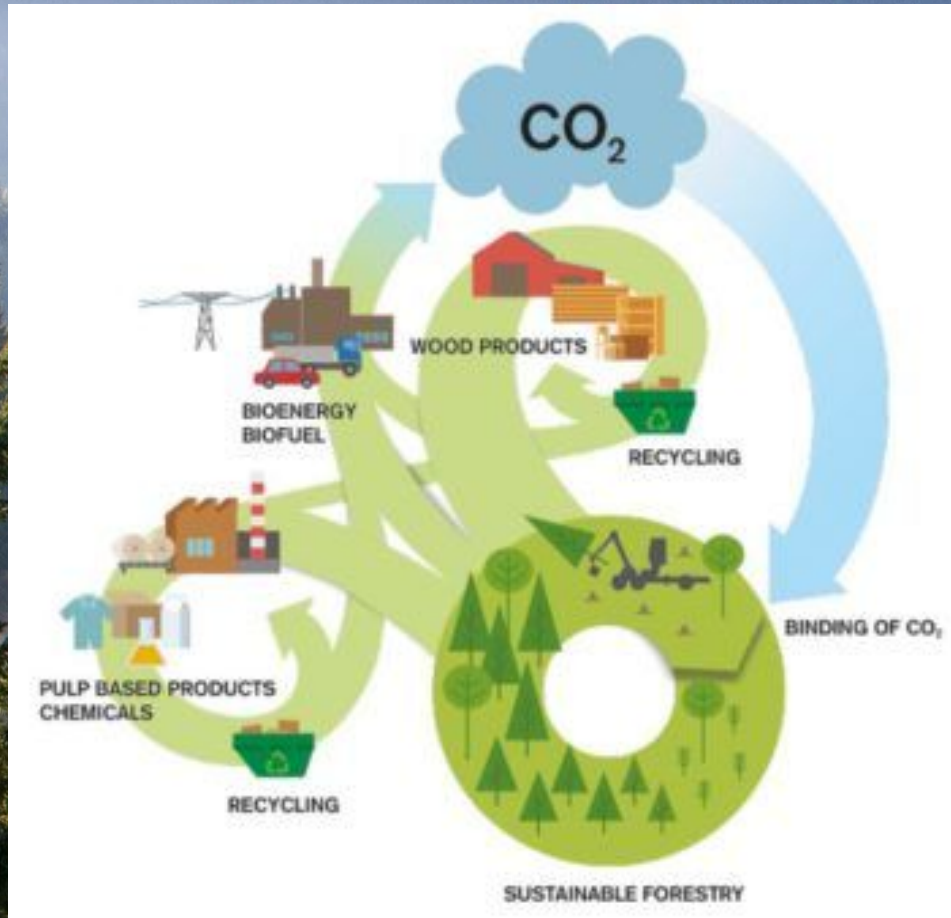 CO₂
WOOD PRODUCTS
BIOENERGY
BIOFUEL
RECYCLING
BINDING OF CO₂
PULP BASED PRODUCTS
CHEMICALS
RECYCLING
SUSTAINABLE FORESTRY